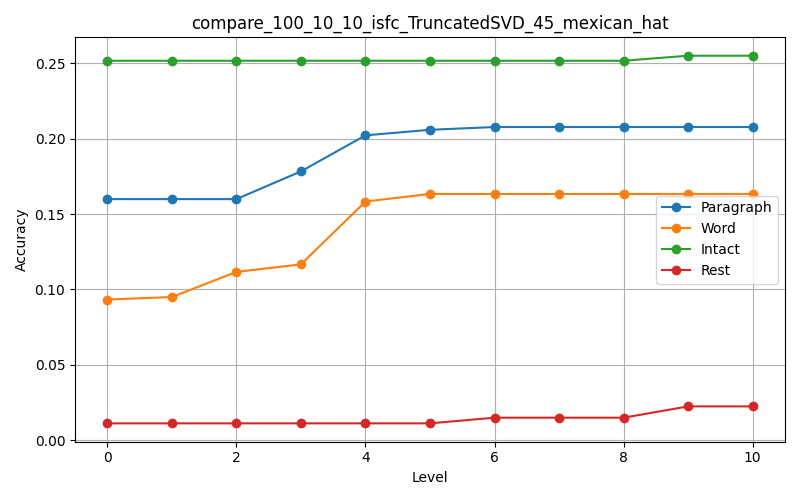 compare_100_10_10_isfc_TruncatedSVD_45_mexican_hat
Accuracy
0.25
0.20
0.15
0.10
0.05
0.00
Paragraph
Word
Intact
Rest
0 2 4 6 8 10
Level